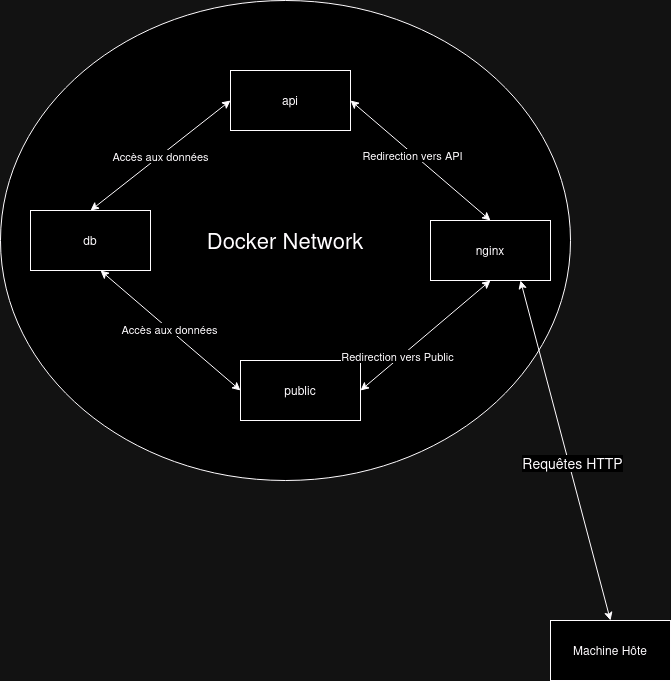 api
Accès aux données
Redirection vers API
db
Docker Network
nginx
Accès aux données
Redirection vers Public
public
Requêtes HTTP
Machine Hôte